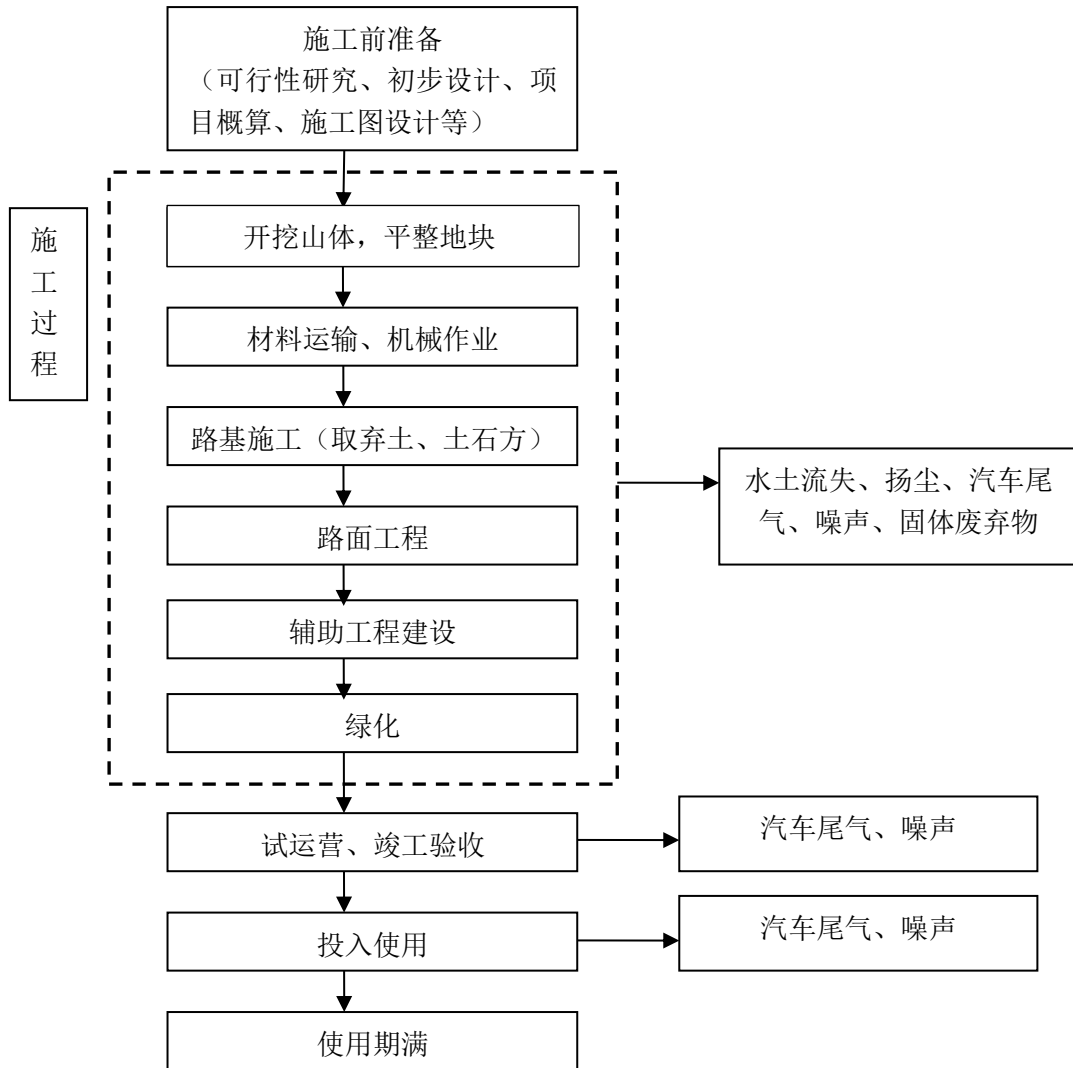 施工前准备
（可行性研究、初步设计、项
目概算、施工图设计等）
施
工
过
程
开挖山体，平整地块
材料运输、机械作业
路基施工（取弃土、土石方）
水土流失、扬尘、汽车尾
气、噪声、固体废弃物
路面工程
辅助工程建设
绿化
试运营、竣工验收
汽车尾气、噪声
投入使用
汽车尾气、噪声
使用期满